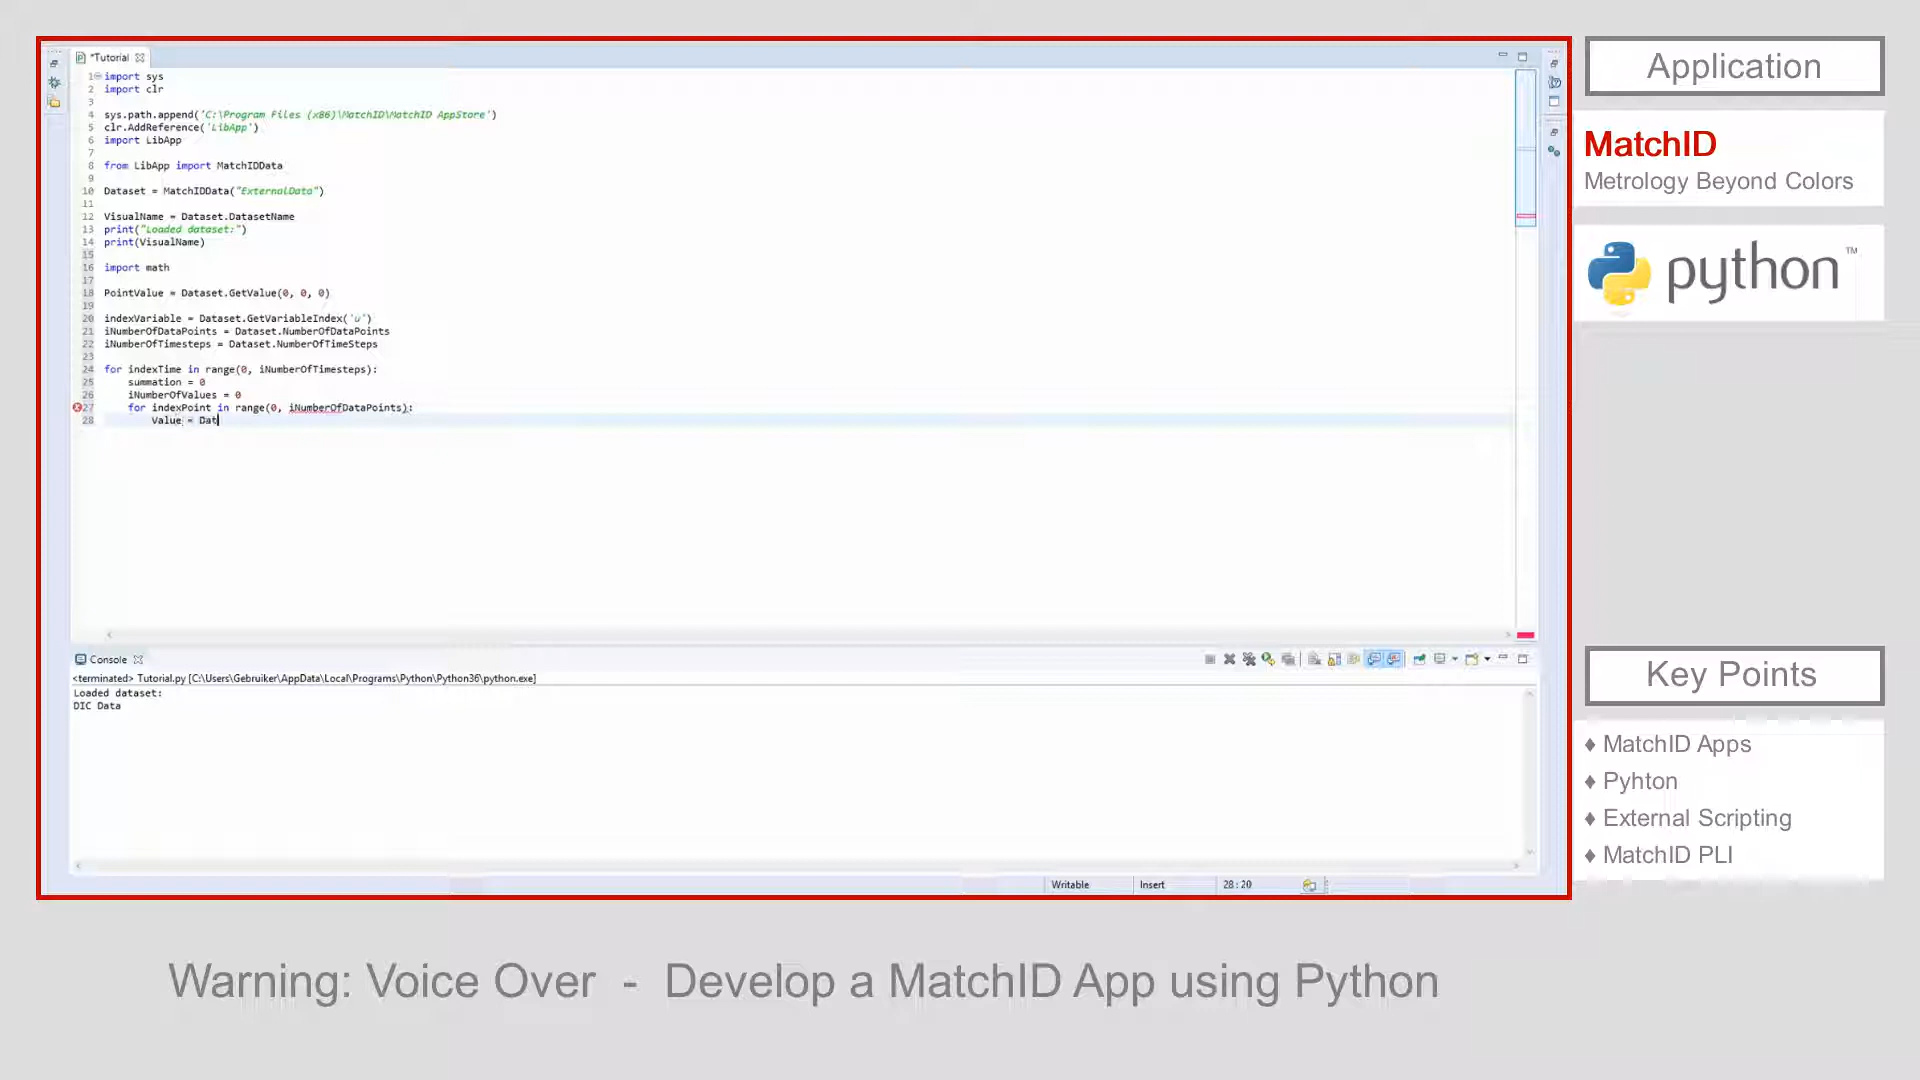 *Tutorial
1 import sys
2 import clr
3
4 sys.path.append('C:\Program Files (x86)\MatchID\MatchID AppStore')
5 clr.AddReference('LibApp')
6 import LibApp
7
8 from LibApp import MatchIDData
9
10 Dataset = MatchIDData("ExternalData")
11
12 VisualName = Dataset.DatasetName
13 print("Loaded dataset:")
14 print(VisualName)
15
16 import math
17
18 PointValue = Dataset.GetValue(0, 0, 0)
19
20 indexVariable = Dataset.GetVariableIndex('u')
21 iNumberOfDataPoints = Dataset.NumberOfDataPoints
22 iNumberOfTimesteps = Dataset.NumberOfTimeSteps
23
24 for indexTime in range(0, iNumberOfTimesteps):
25 summation = 0
26 iNumberOfValues = 0
27 for indexPoint in range(0, iNumberOfDataPoints):
28 Value = Dat
Console
<terminated> Tutorial.py [C:\Users\Gebruiker\AppData\Local\Programs\Python\Python36\python.exe]
Loaded dataset:
DIC Data
Writable Insert 28 : 20
Application
MatchID
Metrology Beyond Colors
python™
Key Points
♦ MatchID Apps
♦ Pyhton
♦ External Scripting
♦ MatchID PLI
Warning: Voice Over - Develop a MatchID App using Python